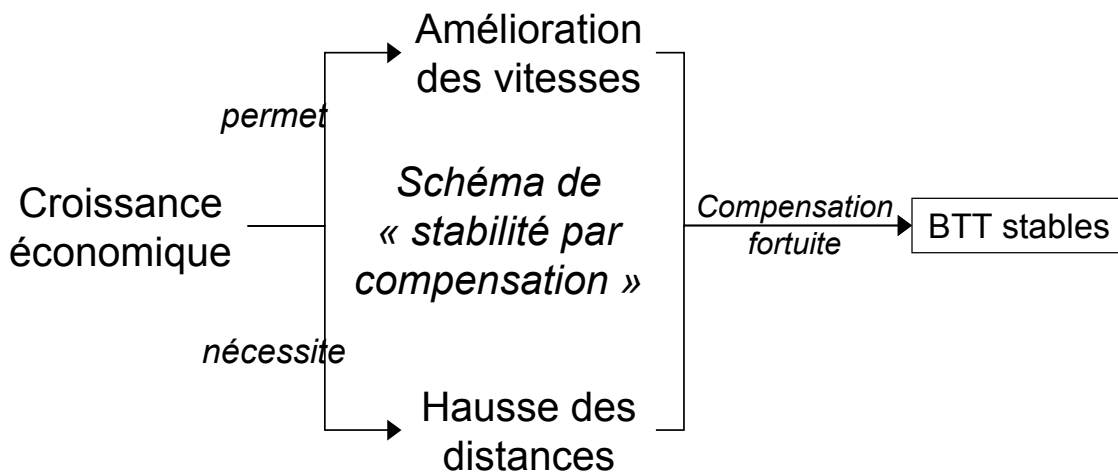 Amélioration
des vitesses
permet
Croissance
économique
Schéma de
« stabilité par
compensation »
Compensation
fortuite
BTT stables
nécessite
Hausse des
distances